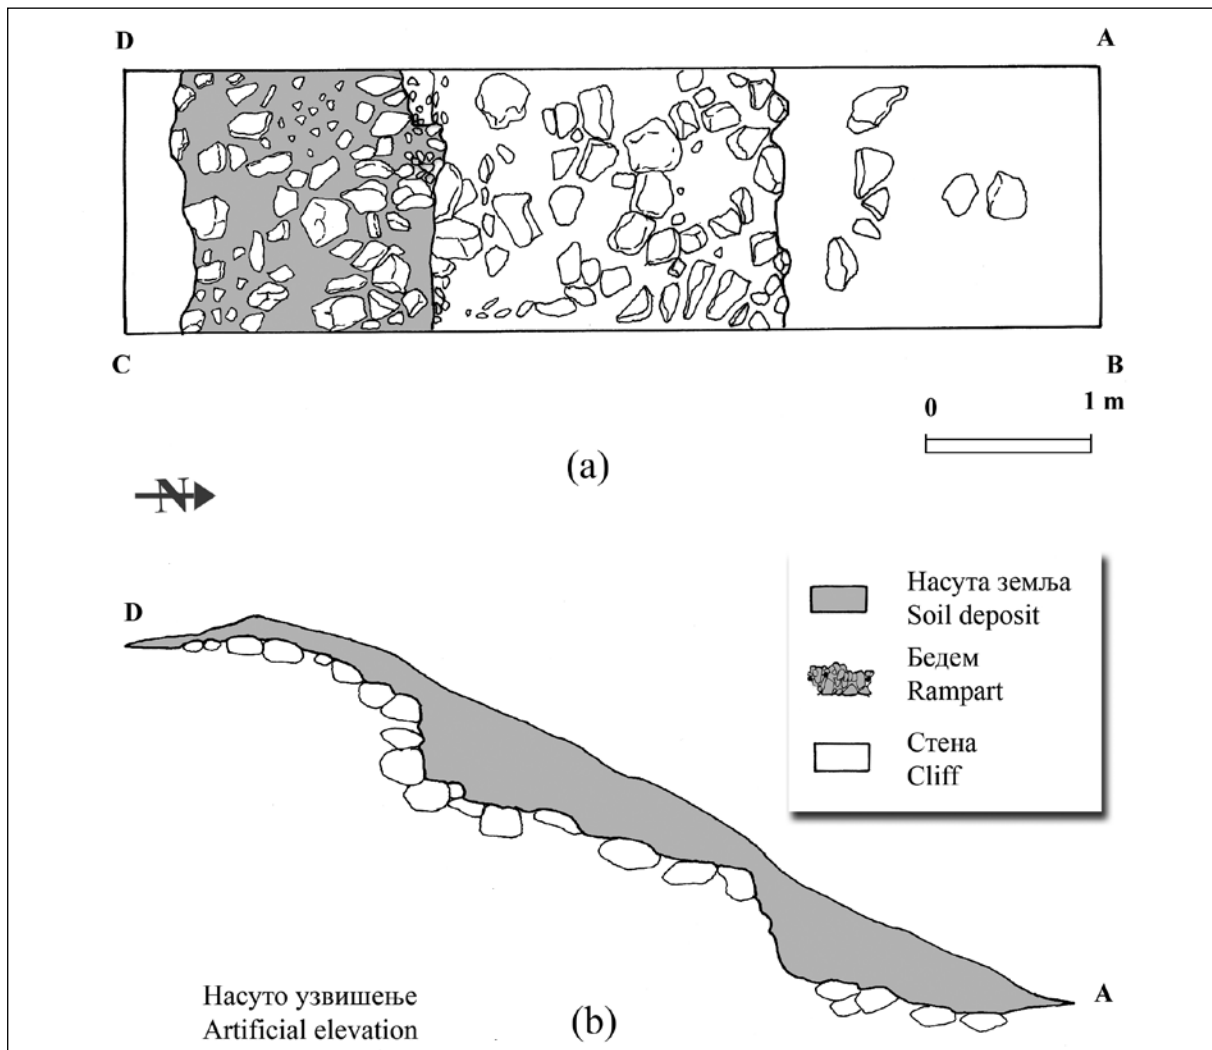 D
A
C
B
0
1 m
(a)
N
D
Насута земља
Soil deposit
Бедем
Rampart
Стена
Cliff
A
Насуто узвишење
Artificial elevation
(b)